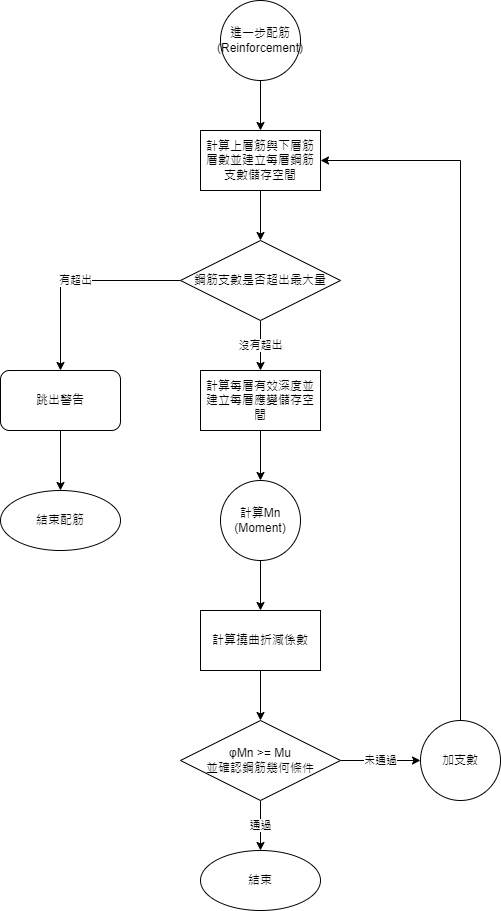 進一步配筋
(Reinforcement)
計算上層筋與下層筋
層數並建立每層鋼筋
支數儲存空間
鋼筋支數是否超出最大量
有超出
沒有超出
跳出警告
計算每層有效深度並
建立每層應變儲存空
間
結束配筋
計算Mn
(Moment)
計算撓曲折減係數
φMn >= Mu
並確認鋼筋幾何條件
未通過
加支數
通過
結束